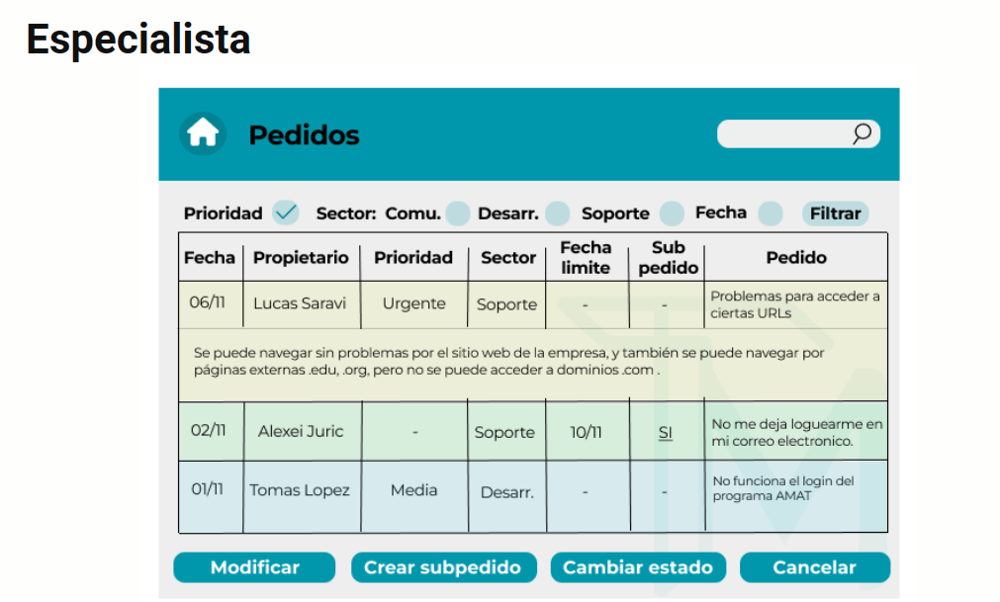 Especialista
Pedidos
Prioridad Sector: Comu. Desarr. Soporte Fecha Filtrar
Fecha Propietario Prioridad Sector Fecha limite Sub pedido Pedido
06/11 Lucas Saravi Urgente Soporte - - Problemas para acceder a
ciertas URLs
Se puede navegar sin problemas por el sitio web de la empresa, y también se puede navegar por
páginas externas .edu, .org, pero no se puede acceder a dominios .com .
02/11 Alexei Juric - Soporte 10/11 SI No me deja loguearme en
mi correo electronico.
01/11 Tomas Lopez Media Desarr. - - No funciona el login del
programa AMAT
Modificar Crear subpedido Cambiar estado Cancelar